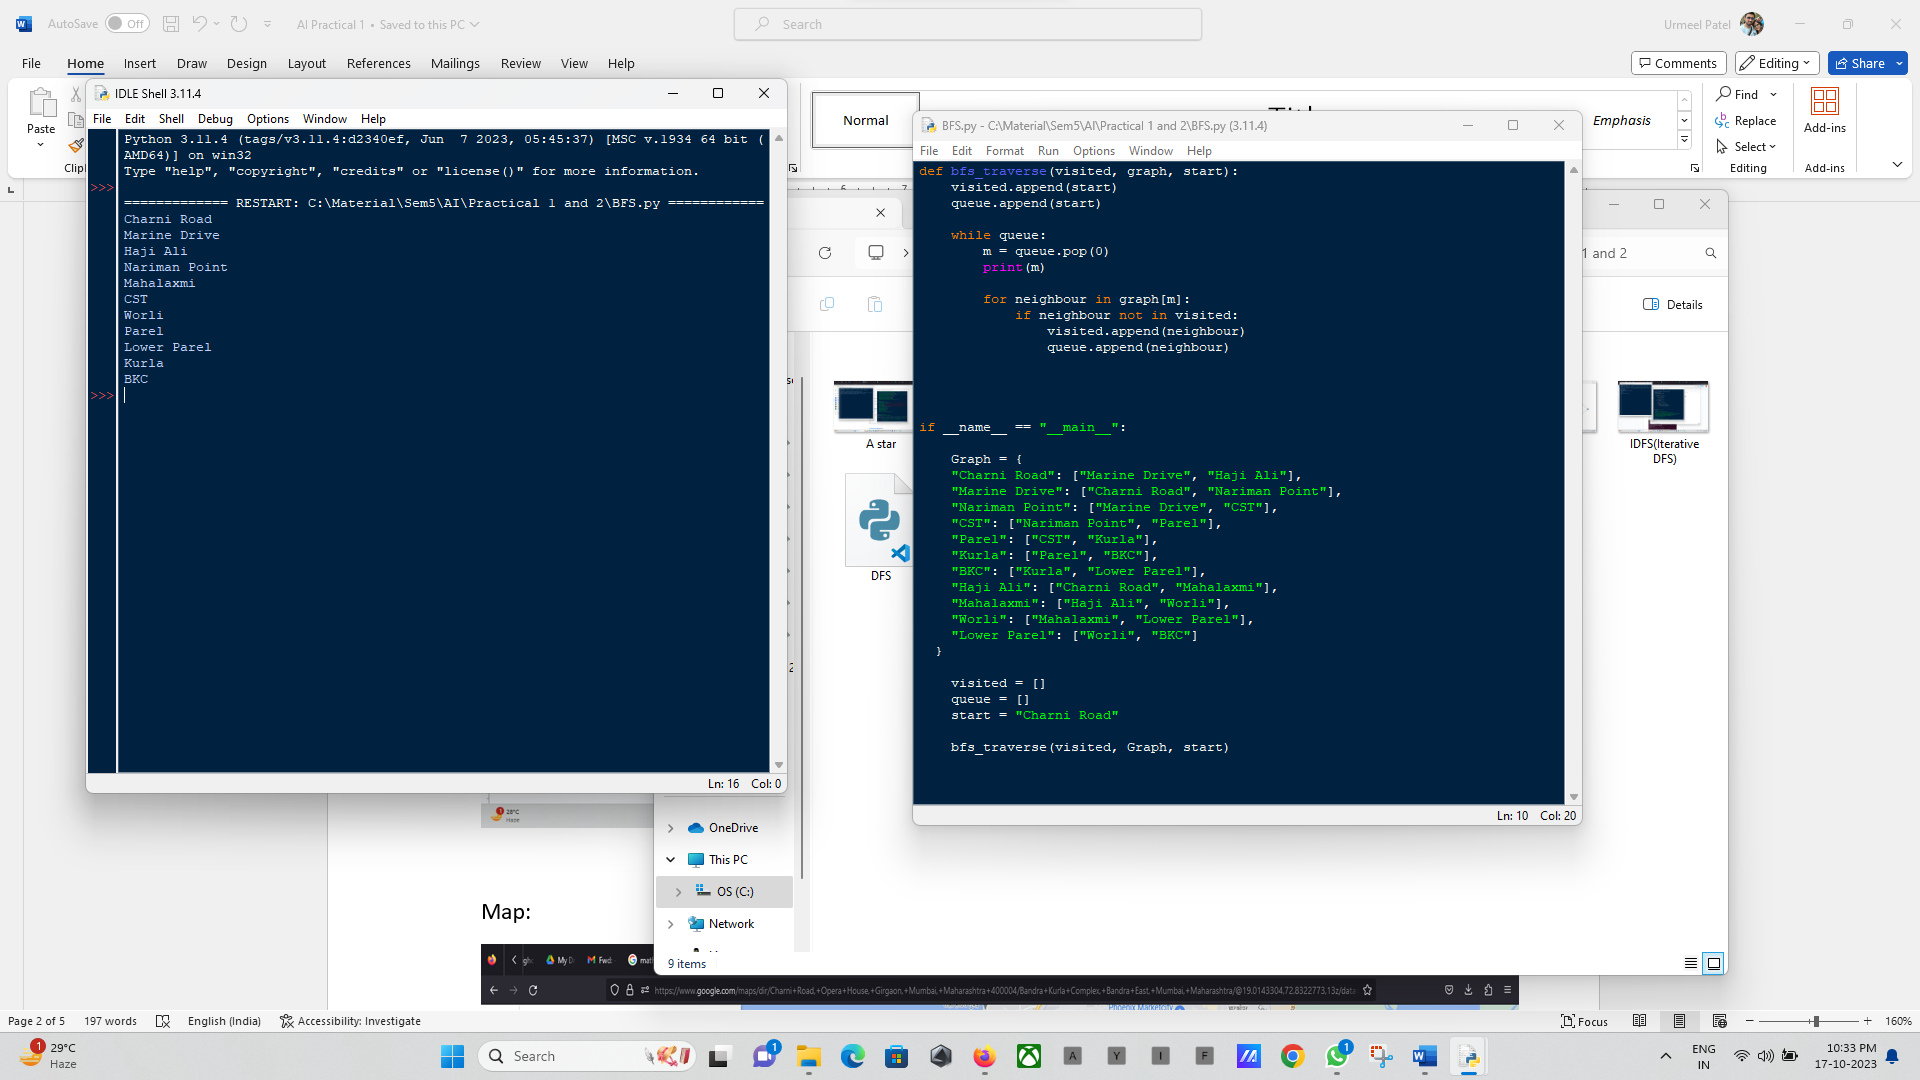 AutoSave Off AI Practical 1 • Saved to this PC Search Urmeel Patel
File Home Insert Draw Design Layout References Mailings Review View Help Comments Editing Share
Paste
Normal
Emphasis
Find
Replace
Select
Editing
Add-ins
Add-ins
IDLE Shell 3.11.4
File Edit Shell Debug Options Window Help
Python 3.11.4 (tags/v3.11.4:d2340ef, Jun  7 2023, 05:45:37) [MSC v.1934 64 bit (
AMD64)] on win32
Type "help", "copyright", "credits" or "license()" for more information.
>>>
============= RESTART: C:\Material\Sem5\AI\Practical 1 and 2\BFS.py ============
Charni Road
Marine Drive
Haji Ali
Nariman Point
Mahalaxmi
CST
Worli
Parel
Lower Parel
Kurla
BKC
>>>
Ln: 16 Col: 0
BFS.py - C:\Material\Sem5\AI\Practical 1 and 2\BFS.py (3.11.4)
File Edit Format Run Options Window Help
def bfs_traverse(visited, graph, start):
    visited.append(start)
    queue.append(start)
    while queue:
        m = queue.pop(0)
        print(m)
        for neighbour in graph[m]:
            if neighbour not in visited:
                visited.append(neighbour)
                queue.append(neighbour)
if __name__ == "__main__":
    Graph = {
    "Charni Road": ["Marine Drive", "Haji Ali"],
    "Marine Drive": ["Charni Road", "Nariman Point"],
    "Nariman Point": ["Marine Drive", "CST"],
    "CST": ["Nariman Point", "Parel"],
    "Parel": ["CST", "Kurla"],
    "Kurla": ["Parel", "BKC"],
    "BKC": ["Kurla", "Lower Parel"],
    "Haji Ali": ["Charni Road", "Mahalaxmi"],
    "Mahalaxmi": ["Haji Ali", "Worli"],
    "Worli": ["Mahalaxmi", "Lower Parel"],
    "Lower Parel": ["Worli", "BKC"]
  }
    visited = []
    queue = []
    start = "Charni Road"
    bfs_traverse(visited, Graph, start)
Ln: 10 Col: 20
1 and 2
Details
A star
DFS
IDFS(Iterative
DFS)
OneDrive
This PC
OS (C:)
Network
9 items
28°C
Haze
Map:
My D
Fwd:
https://www.google.com/maps/dir/Charni+Road,+Opera+House,+Girgaon,+Mumbai,+Maharashtra+400004/Bandra+Kurla+Complex,+Bandra+East,+Mumbai,+Maharashtra/@19.0143304,72.8322773,13z/data
Phoenix Marketcity
Page 2 of 5 197 words English (India) Accessibility: Investigate Focus 160%
1
29°C
Haze
Search
1
A Y I F
1
ENG
IN
10:33 PM
17-10-2023